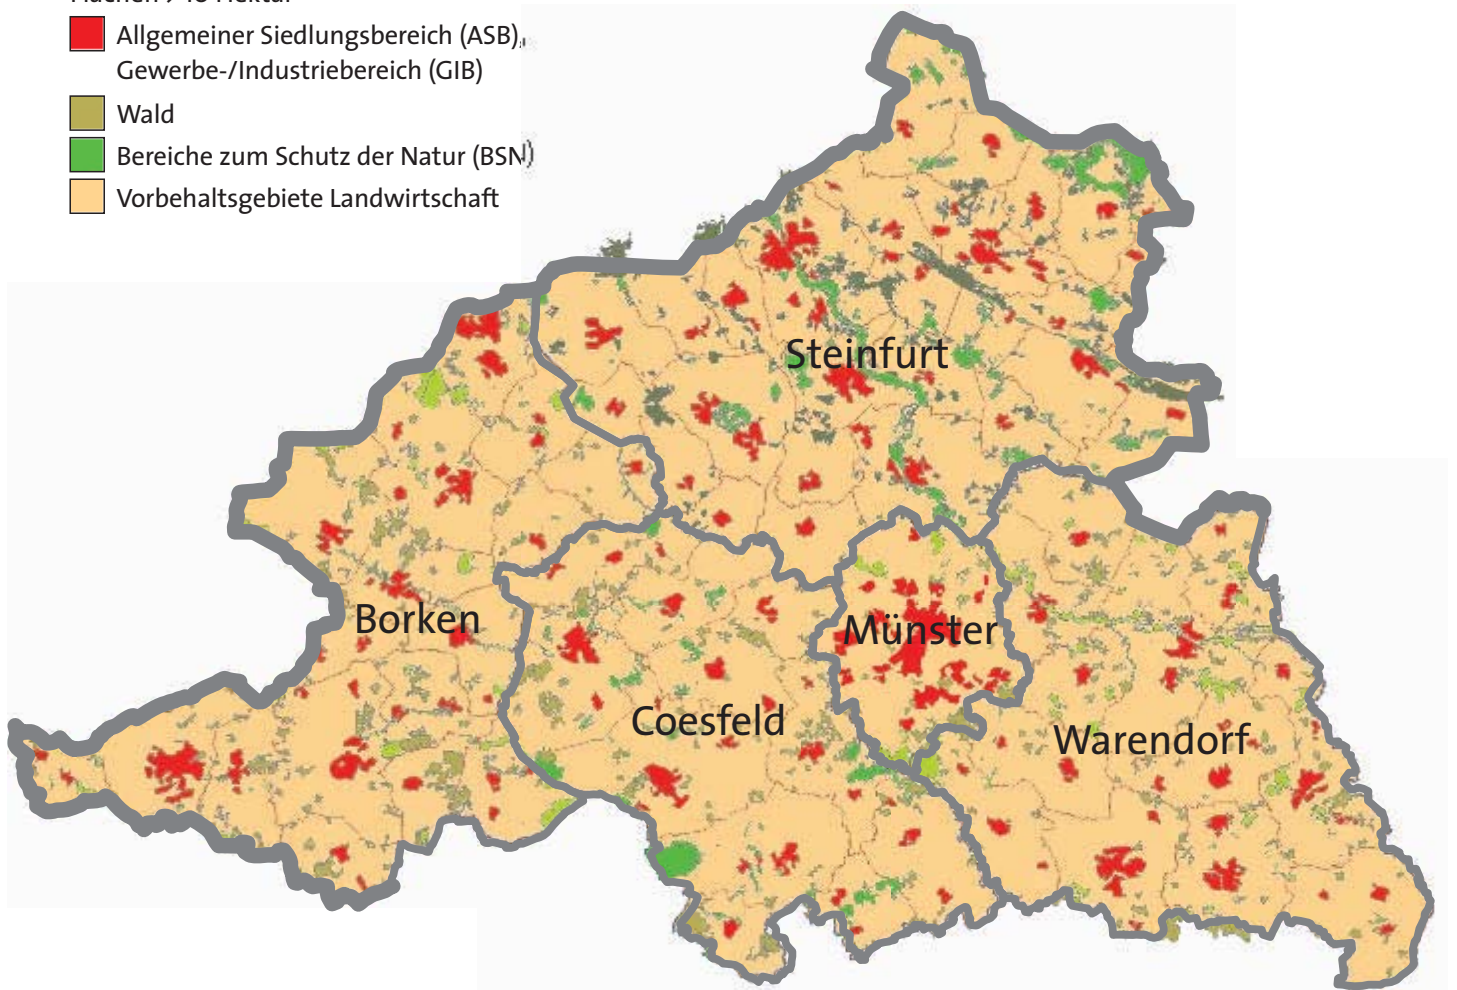 Allgemeiner Siedlungsbereich (ASB),
Gewerbe-/Industriebereich (GIB)
Wald
Bereiche zum Schutz der Natur (BSN)
Vorbehaltsgebiete Landwirtschaft
Steinfurt
Borken
Münster
Coesfeld
Warendorf